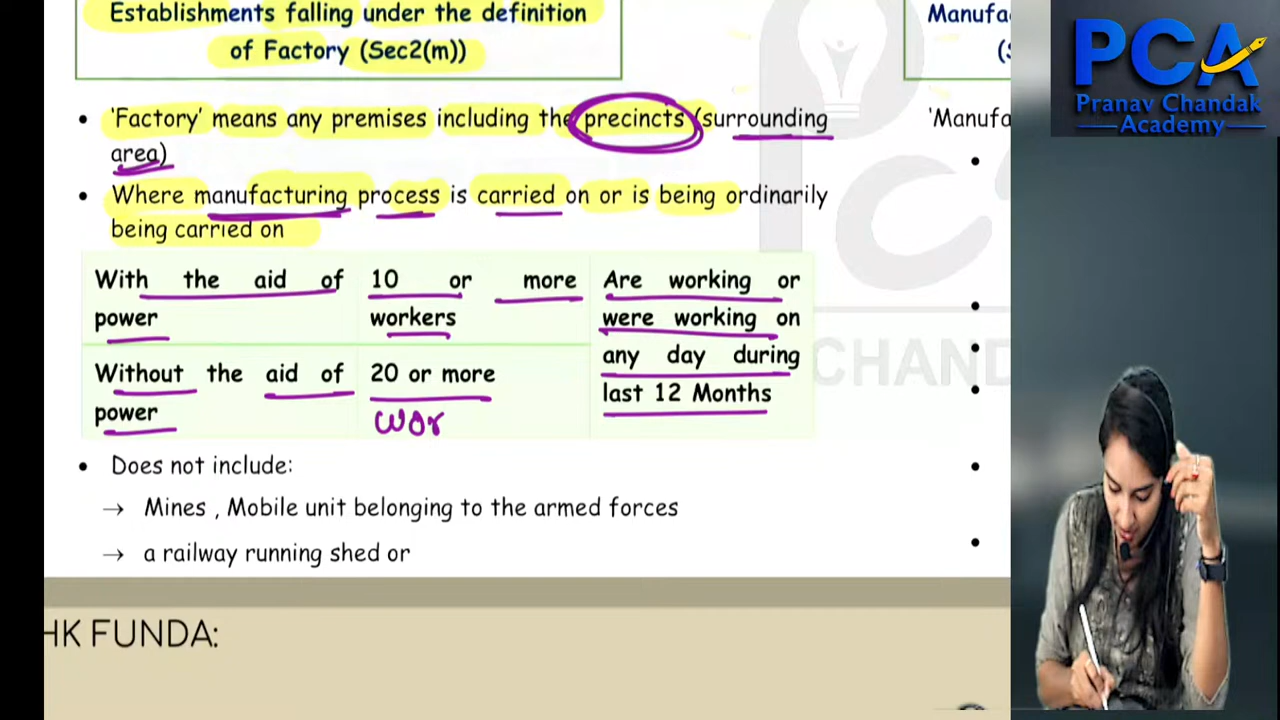 Establishments falling under the definition
of Factory (Sec2(m))
• 'Factory' means any premises including the precincts (surrounding
area)
• Where manufacturing process is carried on or is being ordinarily
being carried on
With the aid of power
10 or more workers
Are working or were working on any day during last 12 Months
Without the aid of power
20 or more
wor
• Does not include:
→ Mines , Mobile unit belonging to the armed forces
→ a railway running shed or
HK FUNDA:
Manufa
(S
'Manufa
CHAND
PCA
Pranav Chandak
Academy